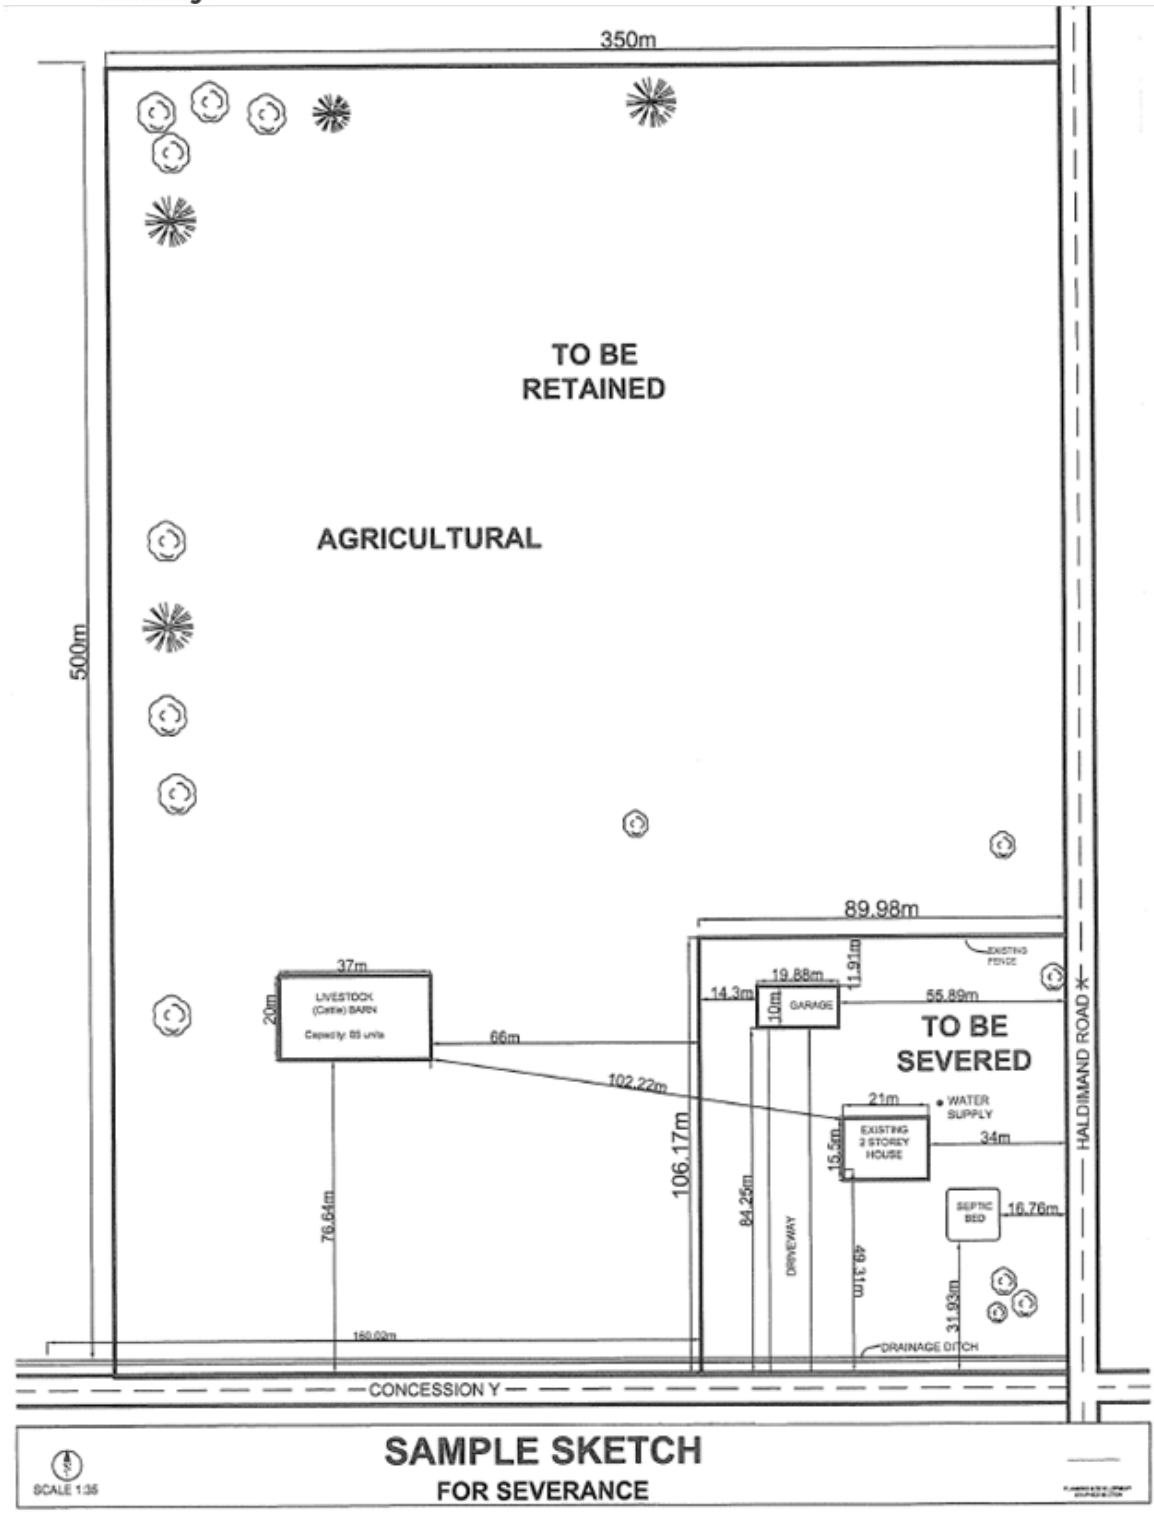 350m
TO BE
RETAINED
AGRICULTURAL
500m
89.98m
EXISTING
FENCE
11.91m
37m
19.88m
14.3m
55.89m
20m
LIVESTOCK
(Cattle) BARN
10m
GARAGE
TO BE
SEVERED
HALDIMAND ROAD X
66m
102.22m
21m
WATER
SUPPLY
106.17m
15.5m
EXISTING
2 STOREY
HOUSE
34m
76.64m
84.25m
SEPTIC
BED
16.76m
DRIVEWAY
49.31m
31.93m
160.02m
DRAINAGE DITCH
CONCESSION Y
SAMPLE SKETCH
FOR SEVERANCE
SCALE 1:35